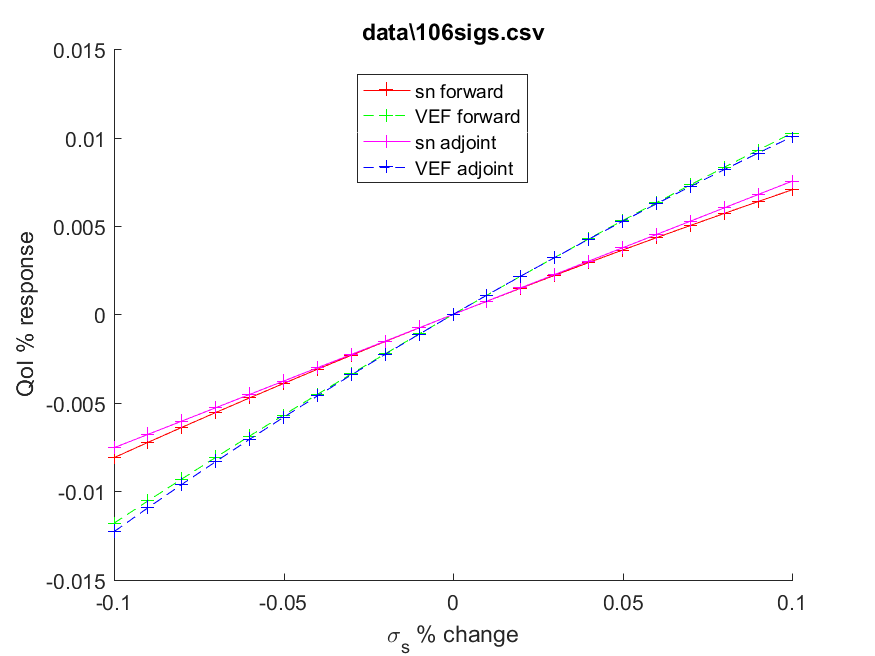 data\106sigs.csv
0.015
0.01
0.005
0
-0.005
-0.01
-0.015
QoI % response
sn forward
VEF forward
sn adjoint
VEF adjoint
-0.1
-0.05
0
0.05
0.1
σs % change